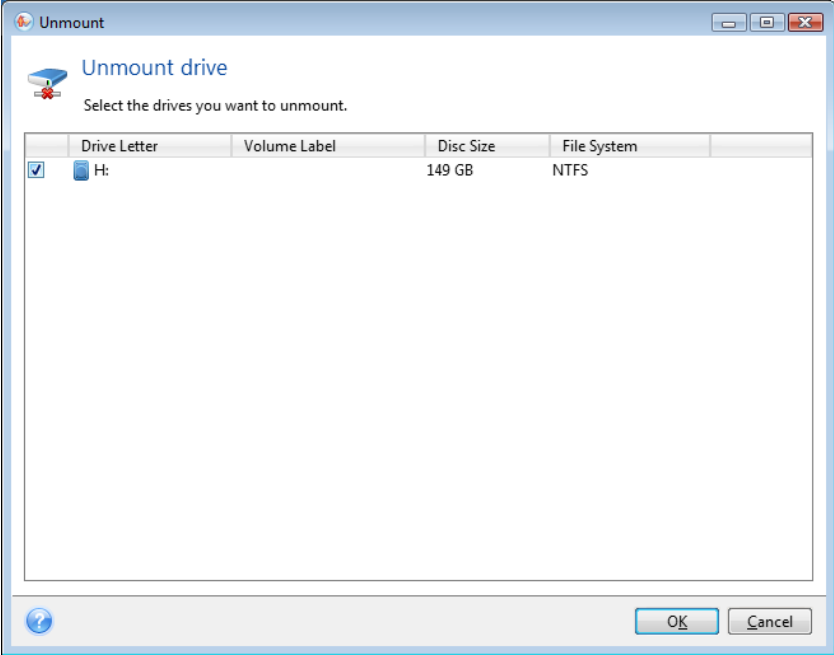 Unmount
Unmount drive
Select the drives you want to unmount.
Drive Letter Volume Label Disc Size File System
H: 149 GB NTFS
OK Cancel